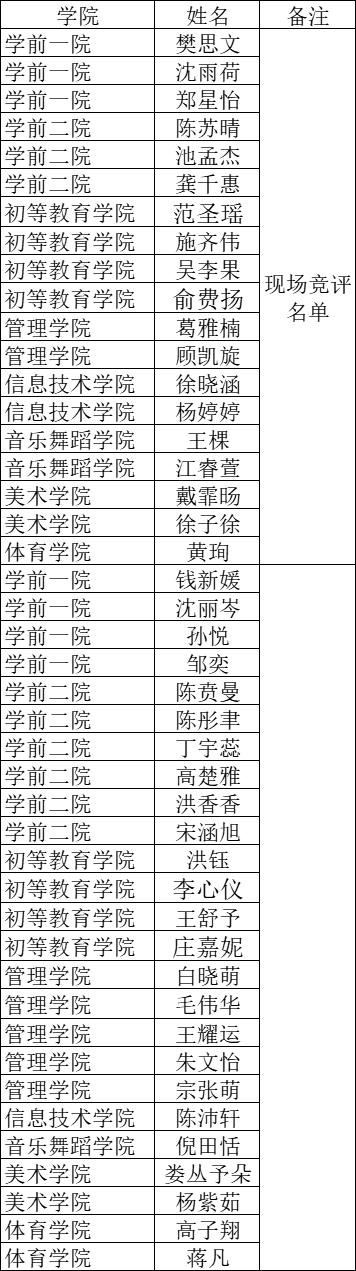 学院 姓名 备注
学前一院 樊思文
学前一院 沈雨荷
学前一院 郑星怡
学前二院 陈苏晴
学前二院 池孟杰
学前二院 龚千惠
初等教育学院 范圣瑶
初等教育学院 施齐伟
初等教育学院 吴李果
初等教育学院 俞费扬
管理学院 葛雅楠
管理学院 顾凯旋
信息技术学院 徐晓涵
信息技术学院 杨婷婷
音乐舞蹈学院 王棵
音乐舞蹈学院 江睿萱
美术学院 戴霏旸
美术学院 徐子徐
体育学院 黄珣
现场竞评
名单
学前一院 钱新媛
学前一院 沈丽岑
学前一院 孙悦
学前一院 邹奕
学前二院 陈贲曼
学前二院 陈彤聿
学前二院 丁宇蕊
学前二院 高楚雅
学前二院 洪香香
学前二院 宋涵旭
初等教育学院 洪钰
初等教育学院 李心仪
初等教育学院 王舒予
初等教育学院 庄嘉妮
管理学院 白晓萌
管理学院 毛伟华
管理学院 王耀运
管理学院 朱文怡
管理学院 宗张萌
信息技术学院 陈沛轩
音乐舞蹈学院 倪田恬
美术学院 娄丛予朵
美术学院 杨紫茹
体育学院 高子翔
体育学院 蒋凡